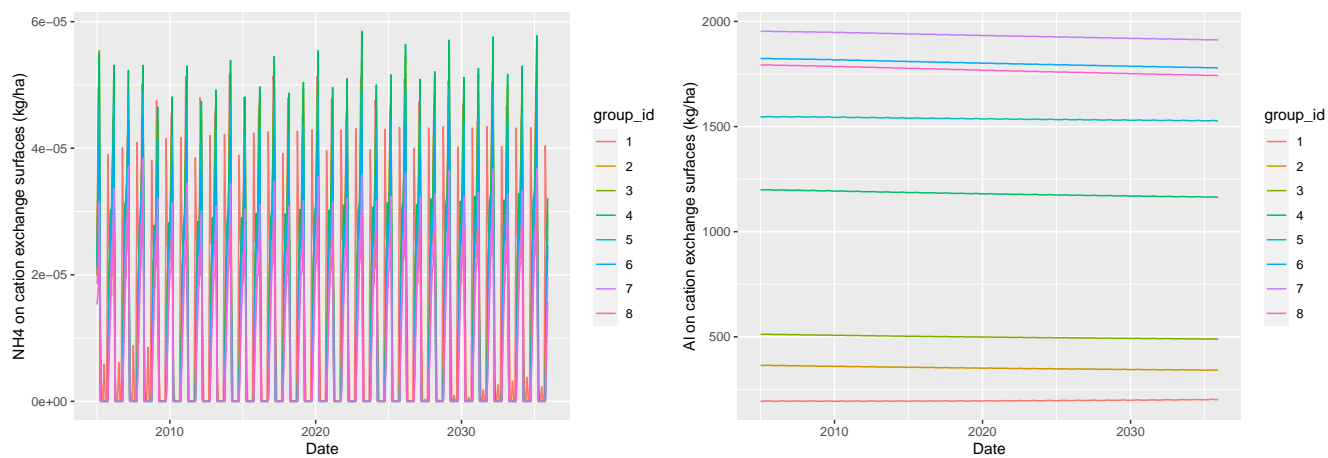 NH4 on cation exchange surfaces (kg/ha)
6e−05
4e−05
2e−05
0e+00
2010
2020
2030
Date
group_id
1
2
3
4
5
6
7
8
Al on cation exchange surfaces (kg/ha)
2000
1500
1000
500
2010
2020
2030
Date
group_id
1
2
3
4
5
6
7
8